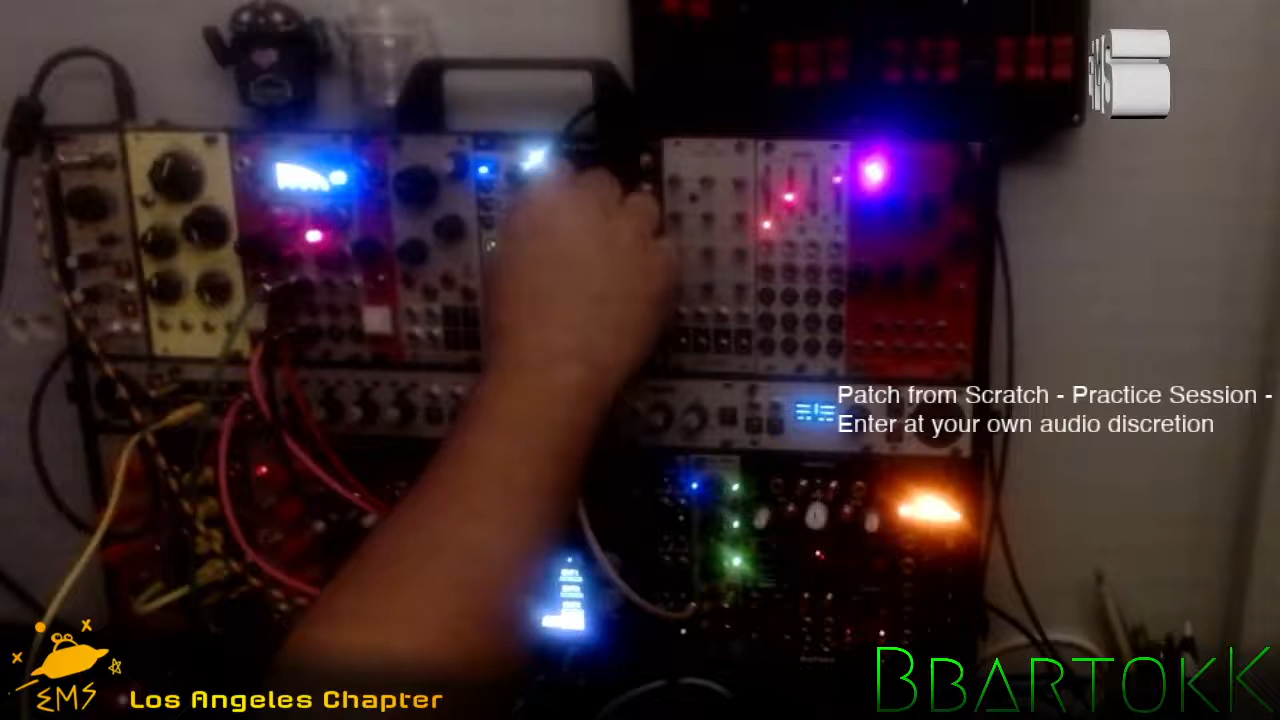 Patch from Scratch - Practice Session -
Enter at your own audio discretion
EMS
Los Angeles Chapter
BBARTOKK